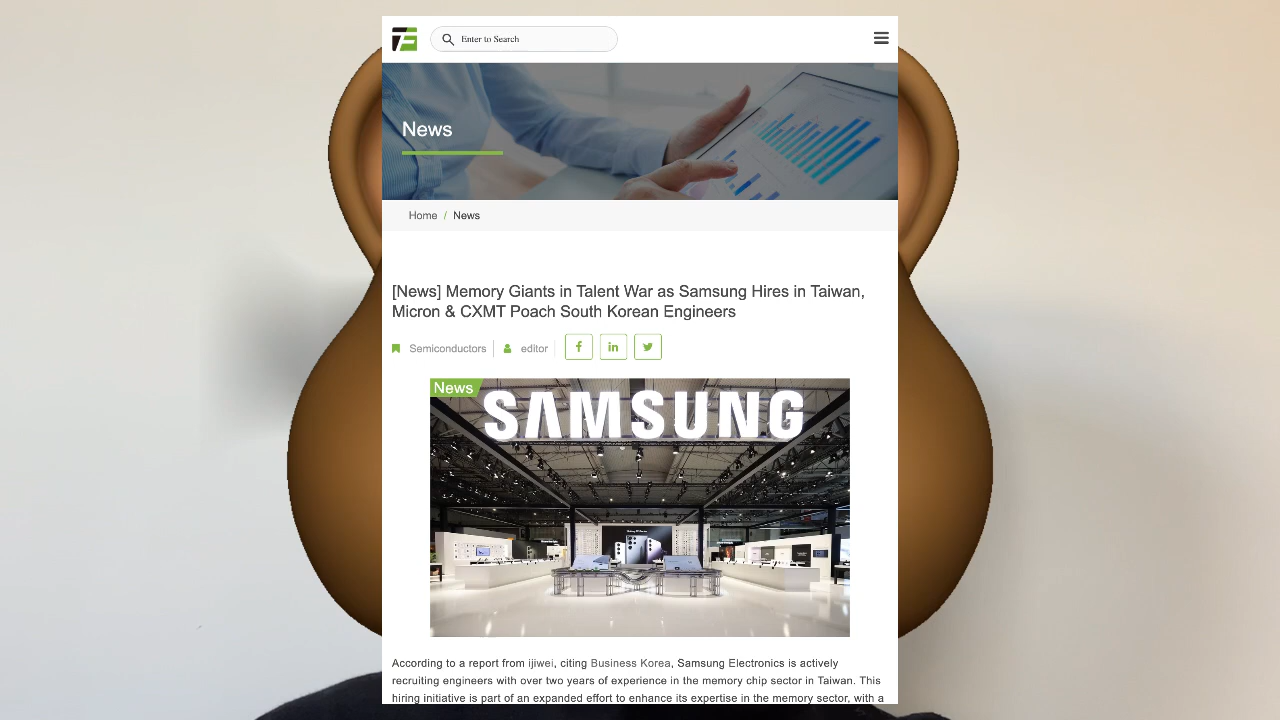 Enter to Search
News
Home / News
[News] Memory Giants in Talent War as Samsung Hires in Taiwan,
Micron & CXMT Poach South Korean Engineers
Semiconductors editor
News
SAMSUNG
According to a report from ijiwei, citing Business Korea, Samsung Electronics is actively
recruiting engineers with over two years of experience in the memory chip sector in Taiwan. This
hiring initiative is part of an expanded effort to enhance its expertise in the memory sector, with a